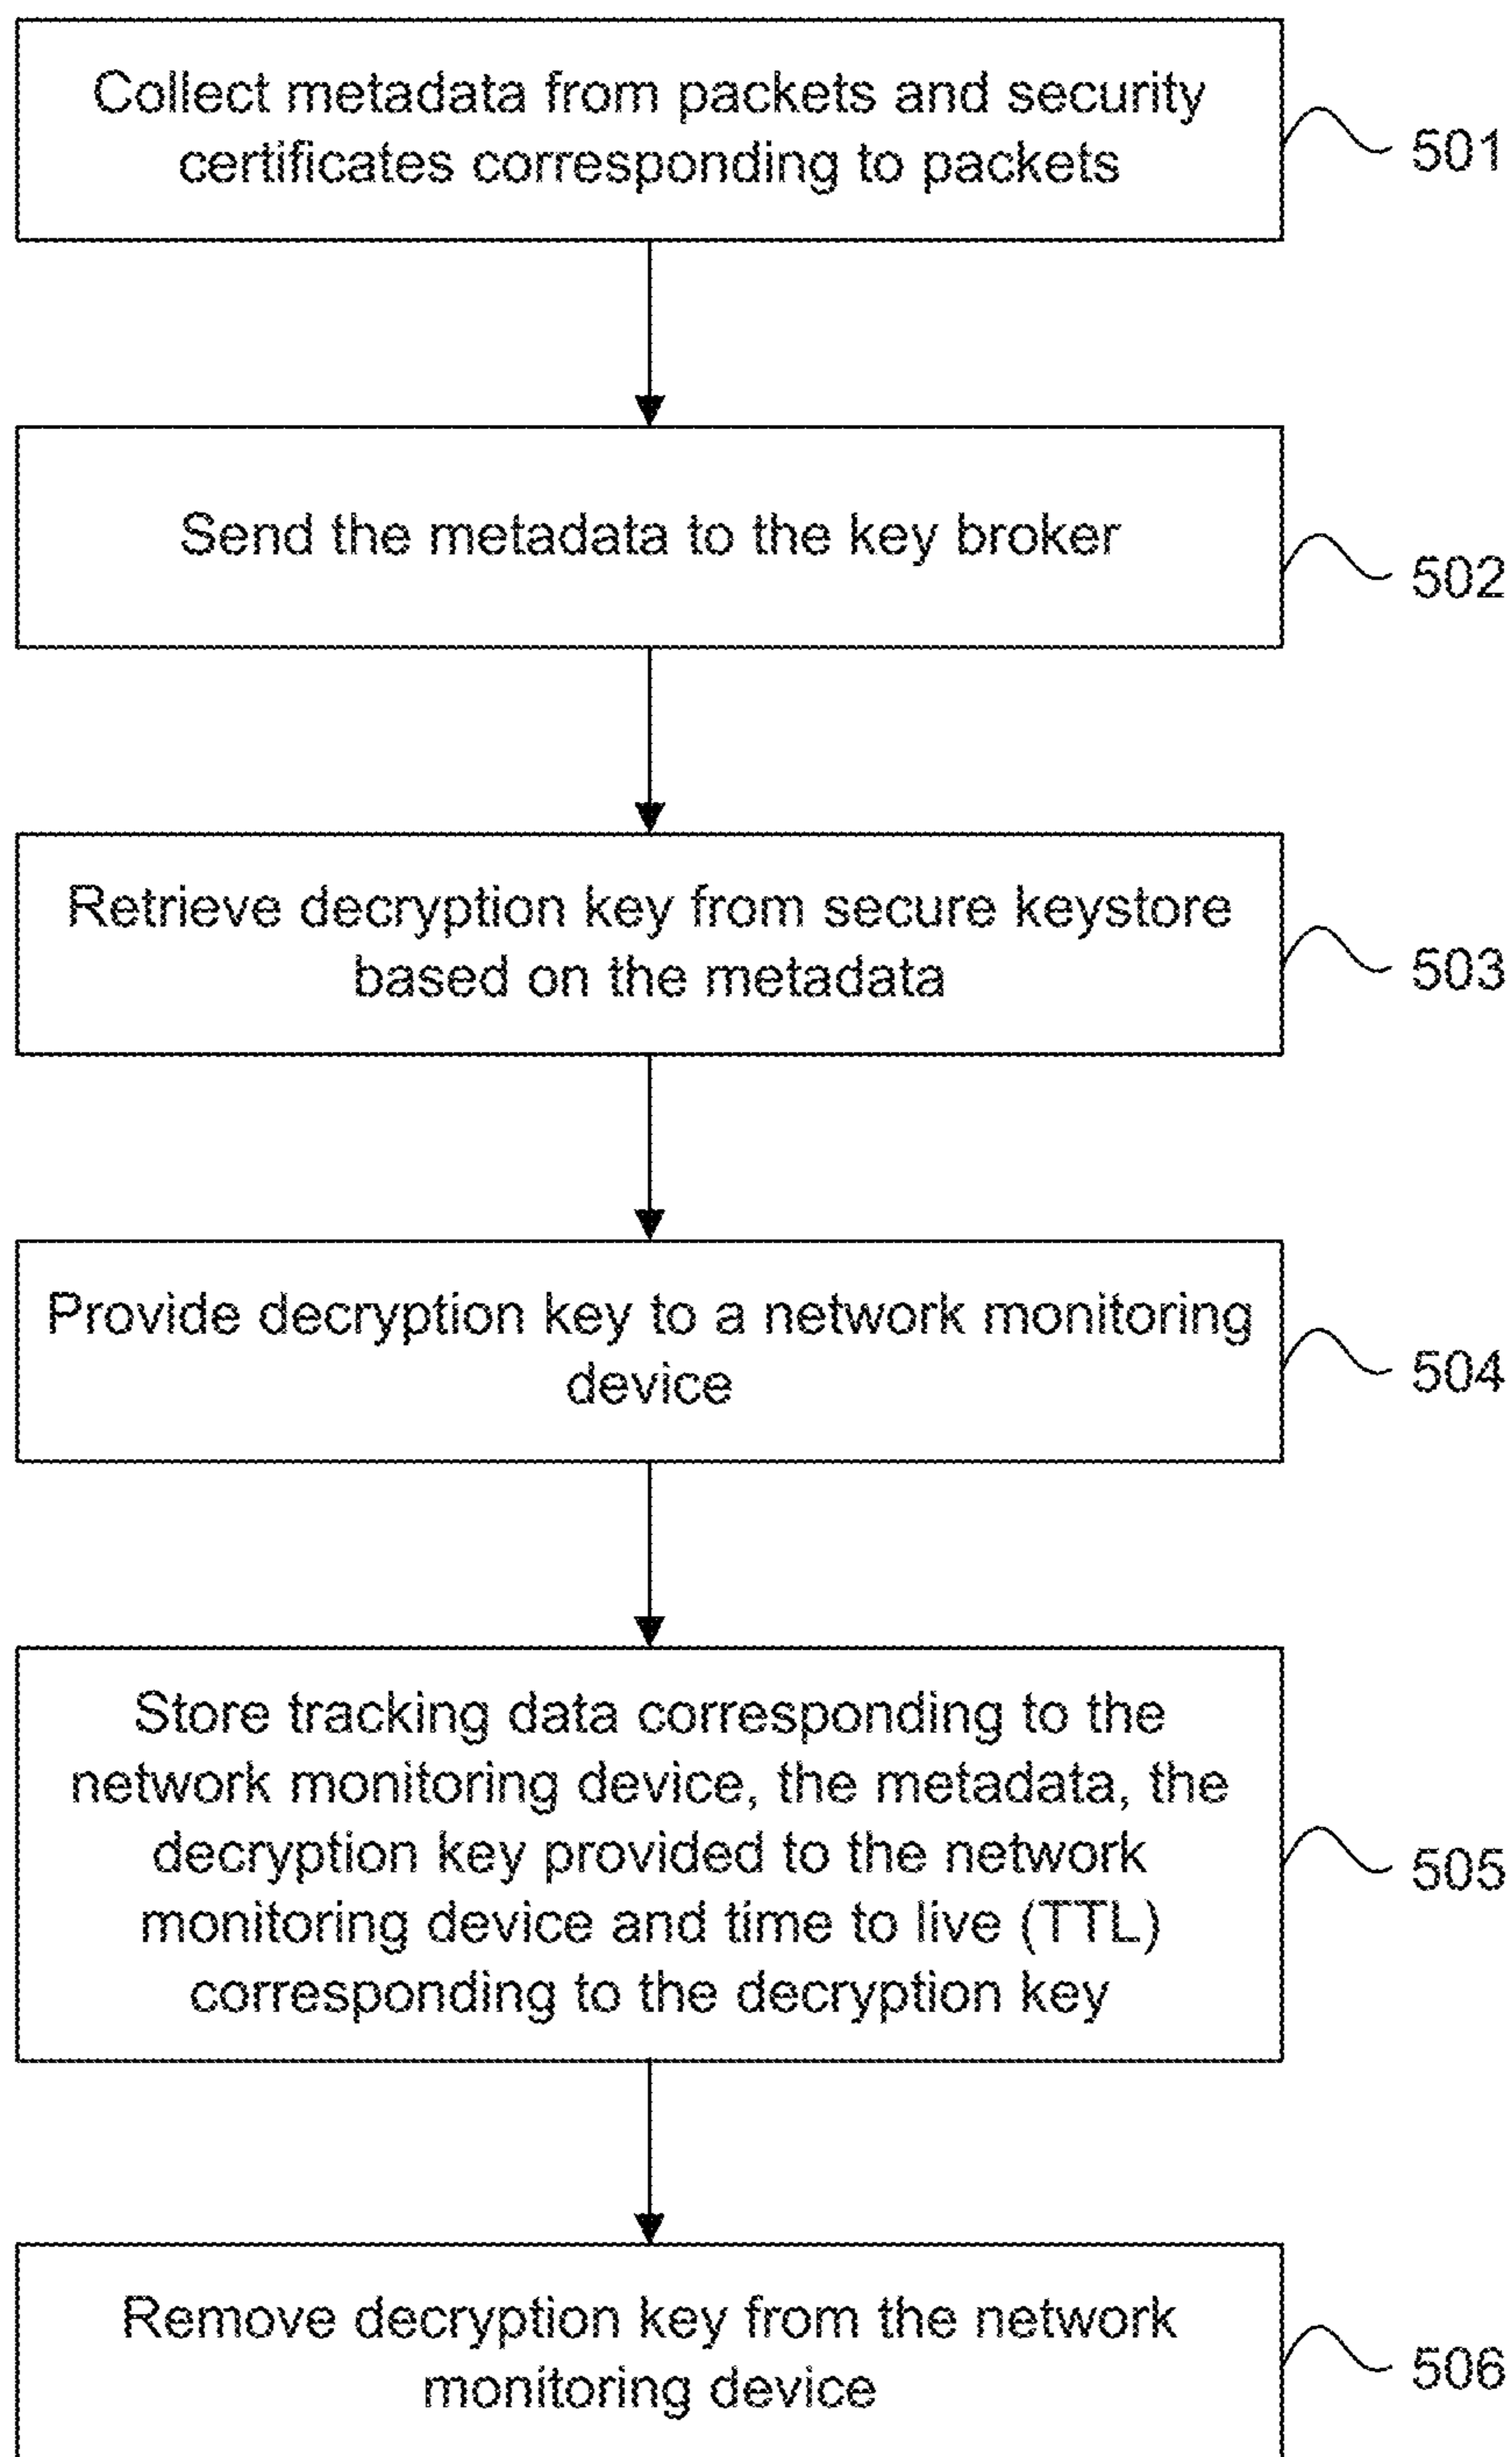 Collect metadata from packets and security
certificates corresponding to packets
501
Send the metadata to the key broker
502
Retrieve decryption key from secure keystore
based on the metadata
503
Provide decryption key to a network monitoring
device
504
Store tracking data corresponding to the
network monitoring device, the metadata, the
decryption key provided to the network
monitoring device and time to live (TTL)
corresponding to the decryption key
505
Remove decryption key from the network
monitoring device
506